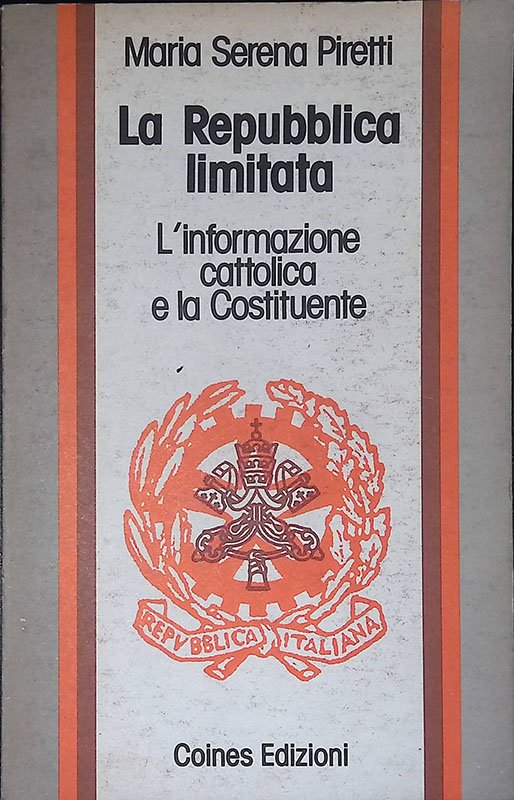 Maria Serena Piretti
La Repubblica
limitata
L'informazione
cattolica
e la Costituente
REPVBBLICA ITALIANA
Coines Edizioni